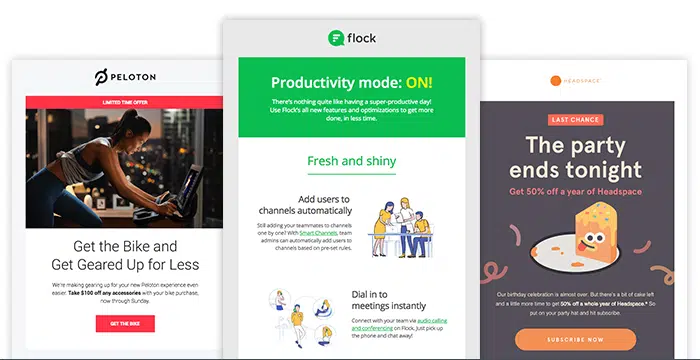 PELOTON
LIMITED TIME OFFER
Get the Bike and
Get Geared Up for Less
We're making gearing up for your new Peloton experience even
easier. Take $100 off any accessories with your bike purchase,
now through Sunday.
GET THE BIKE
flock
Productivity mode: ON!
There's nothing quite like having a super-productive day!
Use Flock's all new features and optimizations to get more
done, in less time.
Fresh and shiny
Add users to
channels automatically
Still adding your teammates to channels
one by one? With Smart Channels, team
admins can automatically add users to
channels based on pre-set rules.
Dial in to
meetings instantly
Connect with your team via audio calling
and conferencing on Flock. Just pick up
the phone and chat away!
HEADSPACE
LAST CHANCE
The party
ends tonight
Get 50% off a year of Headspace
Our birthday celebration is almost over. But there's a bit of cake left
and a little more time to get 50% off a whole year of Headspace.* So
put on your party hat and hit subscribe.
SUBSCRIBE NOW